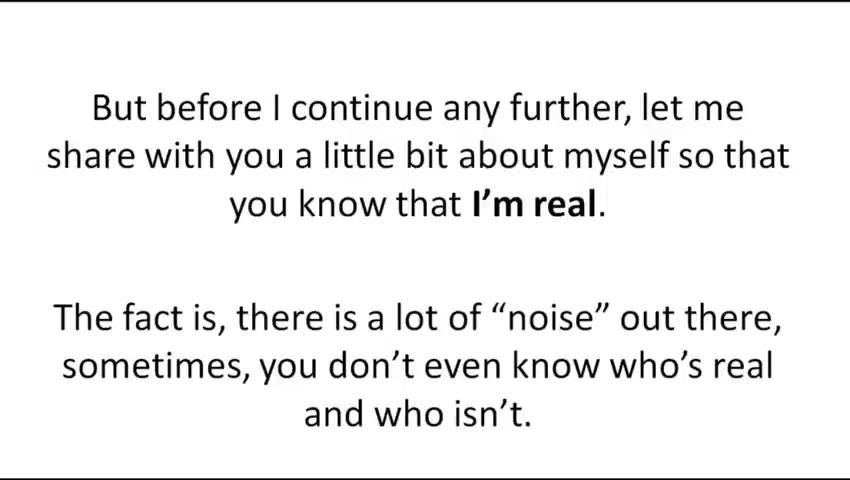 But before I continue any further, let me
share with you a little bit about myself so that
you know that I’m real.
The fact is, there is a lot of “noise” out there,
sometimes, you don’t even know who’s real
and who isn’t.